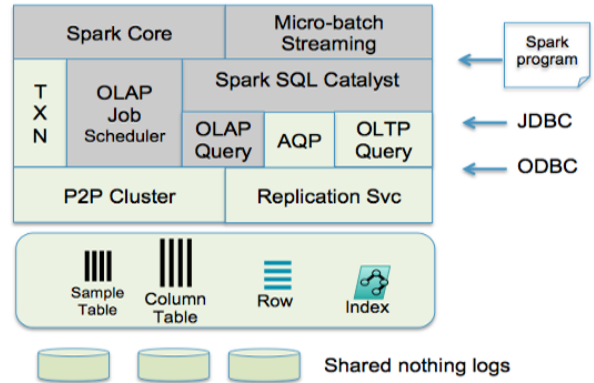 Spark Core
Micro-batch
Streaming
Spark
program
T
X
N
OLAP
Job
Scheduler
Spark SQL Catalyst
OLAP
Query
AQP
OLTP
Query
JDBC
ODBC
P2P Cluster
Replication Svc
Sample
Table
Column
Table
Row
Index
Shared nothing logs